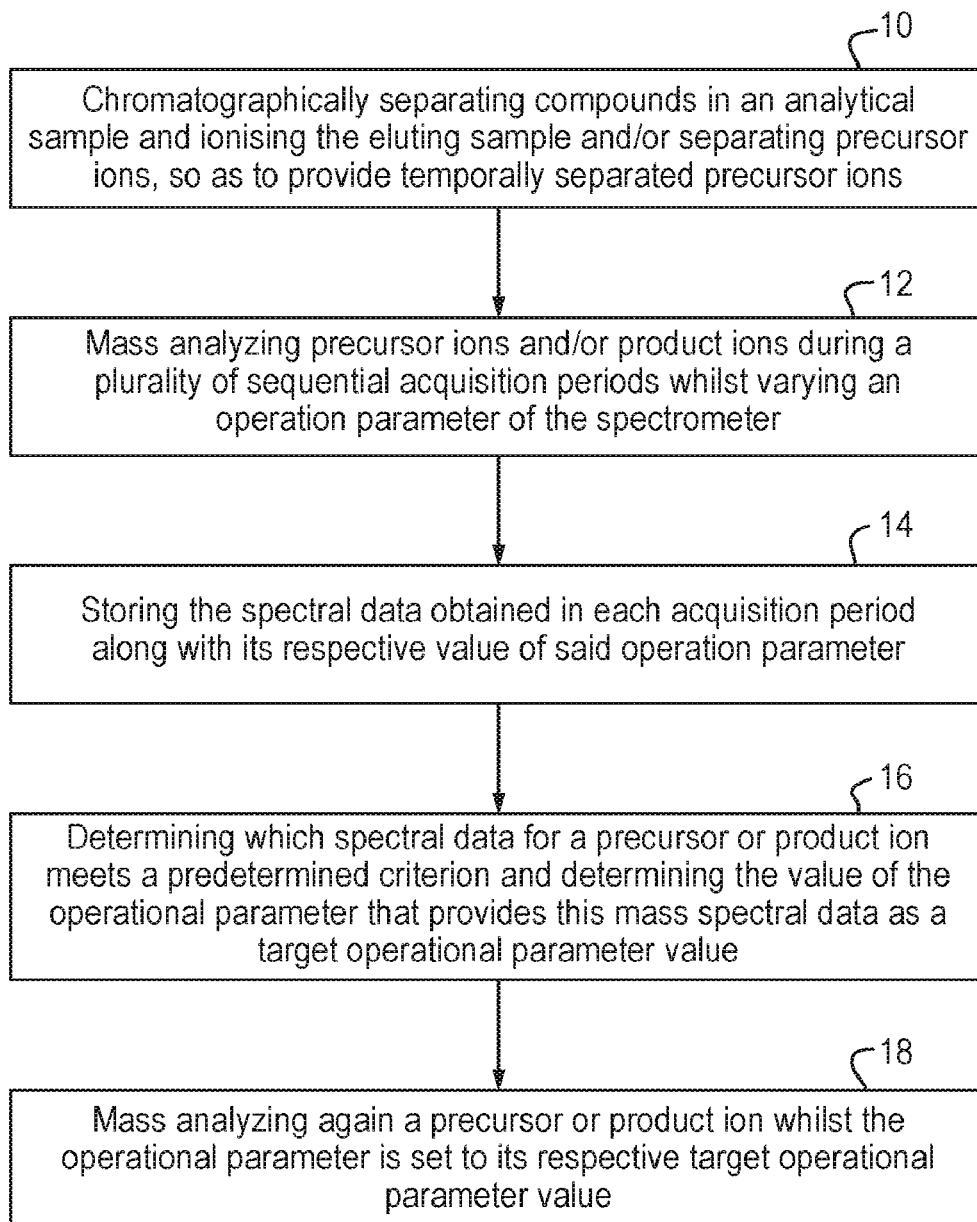 10
Chromatographically separating compounds in an analytical
sample and ionising the eluting sample and/or separating precursor
ions, so as to provide temporally separated precursor ions
12
Mass analyzing precursor ions and/or product ions during a
plurality of sequential acquisition periods whilst varying an
operation parameter of the spectrometer
14
Storing the spectral data obtained in each acquisition period
along with its respective value of said operation parameter
16
Determining which spectral data for a precursor or product ion
meets a predetermined criterion and determining the value of the
operational parameter that provides this mass spectral data as a
target operational parameter value
18
Mass analyzing again a precursor or product ion whilst the
operational parameter is set to its respective target operational
parameter value